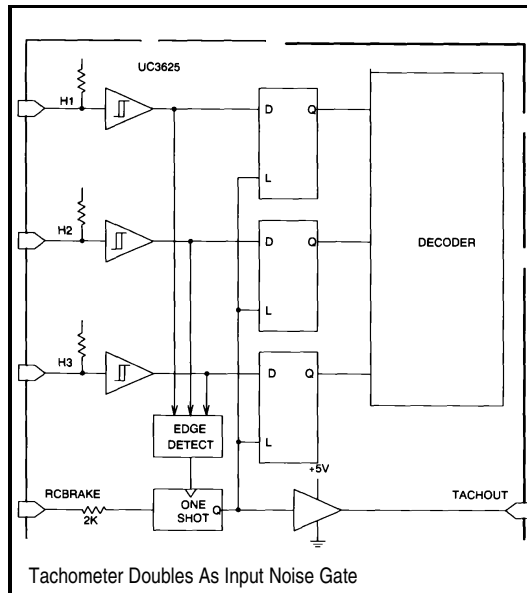 UC3625
H1
D Q
L
H2
D Q
L
DECODER
H3
D Q
L
EDGE
DETECT
+5V
RCBRAKE
2K
ONE
SHOT
Q
TACHOUT
Tachometer Doubles As Input Noise Gate